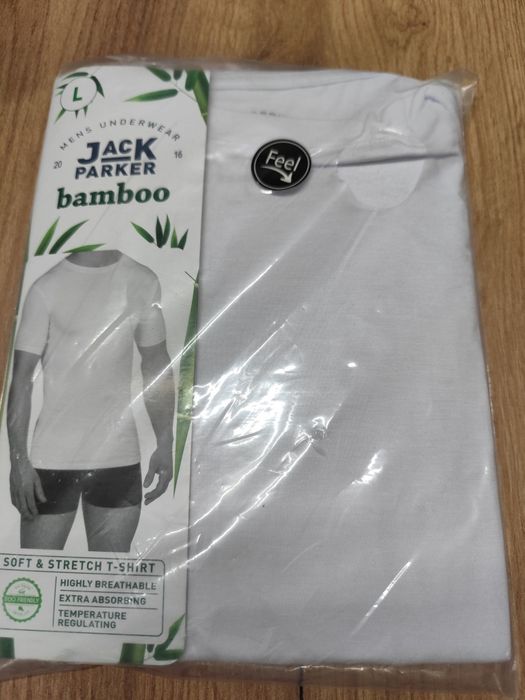 L
MENS UNDERWEAR
20 JACK 16
PARKER
bamboo
Feel
SOFT & STRETCH T-SHIRT
HIGHLY BREATHABLE
EXTRA ABSORBING
TEMPERATURE
REGULATING